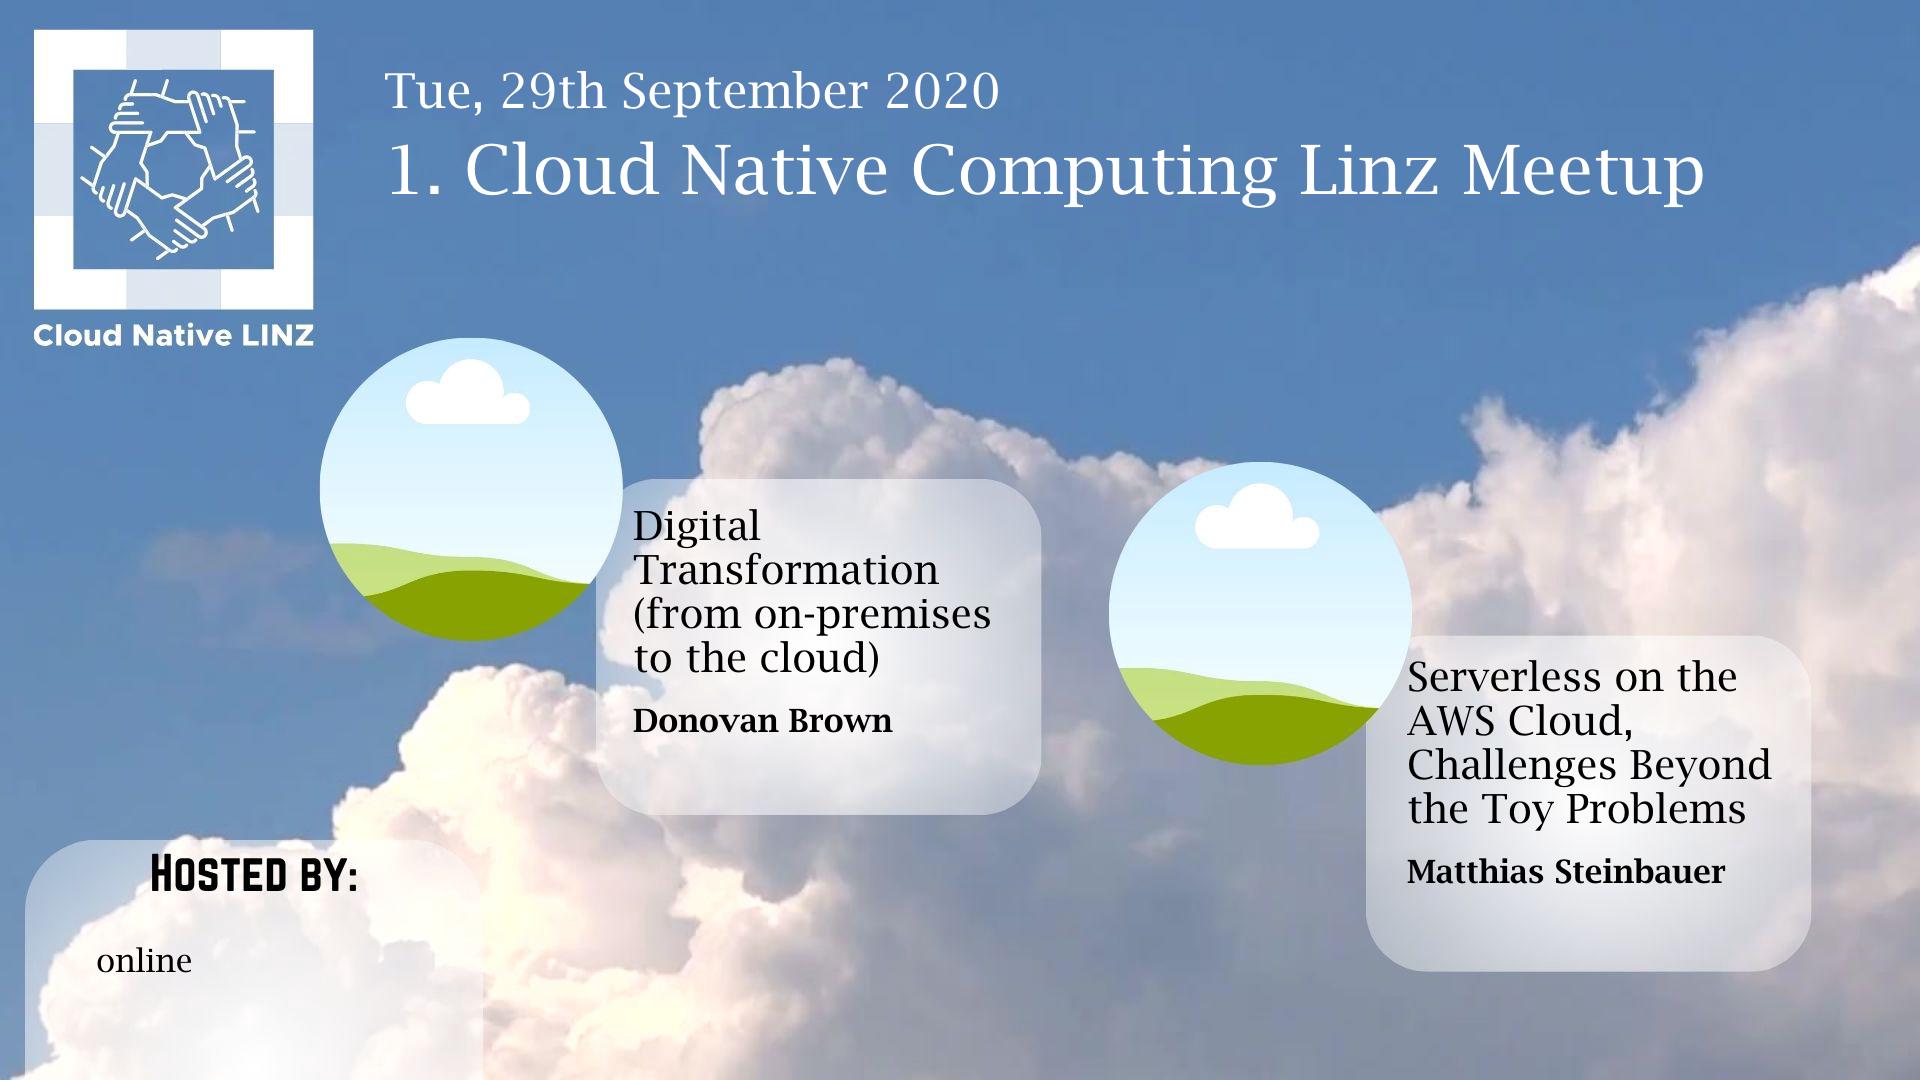 Cloud Native LINZ
Tue, 29th September 2020
1. Cloud Native Computing Linz Meetup
Digital
Transformation
(from on-premises
to the cloud)
Donovan Brown
Serverless on the
AWS Cloud,
Challenges Beyond
the Toy Problems
Matthias Steinbauer
HOSTED BY:
online